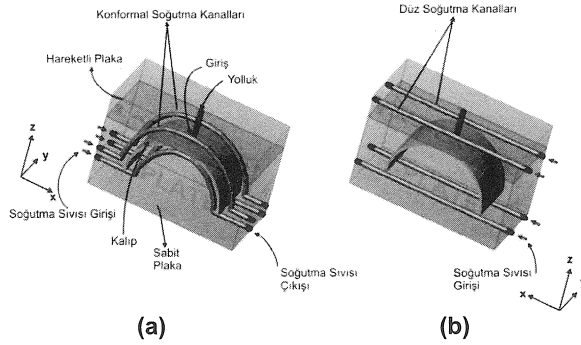 Konformal Soğutma Kanalları
Hareketli Plaka
Giriş
Yolluk
z
y
x
Soğutma Sıvısı Girişi
Kalıp
Sabit
Plaka
Soğutma Sıvısı
Çıkışı
(a)
Düz Soğutma Kanalları
Soğutma Sıvısı
Girişi
z
x
(b)